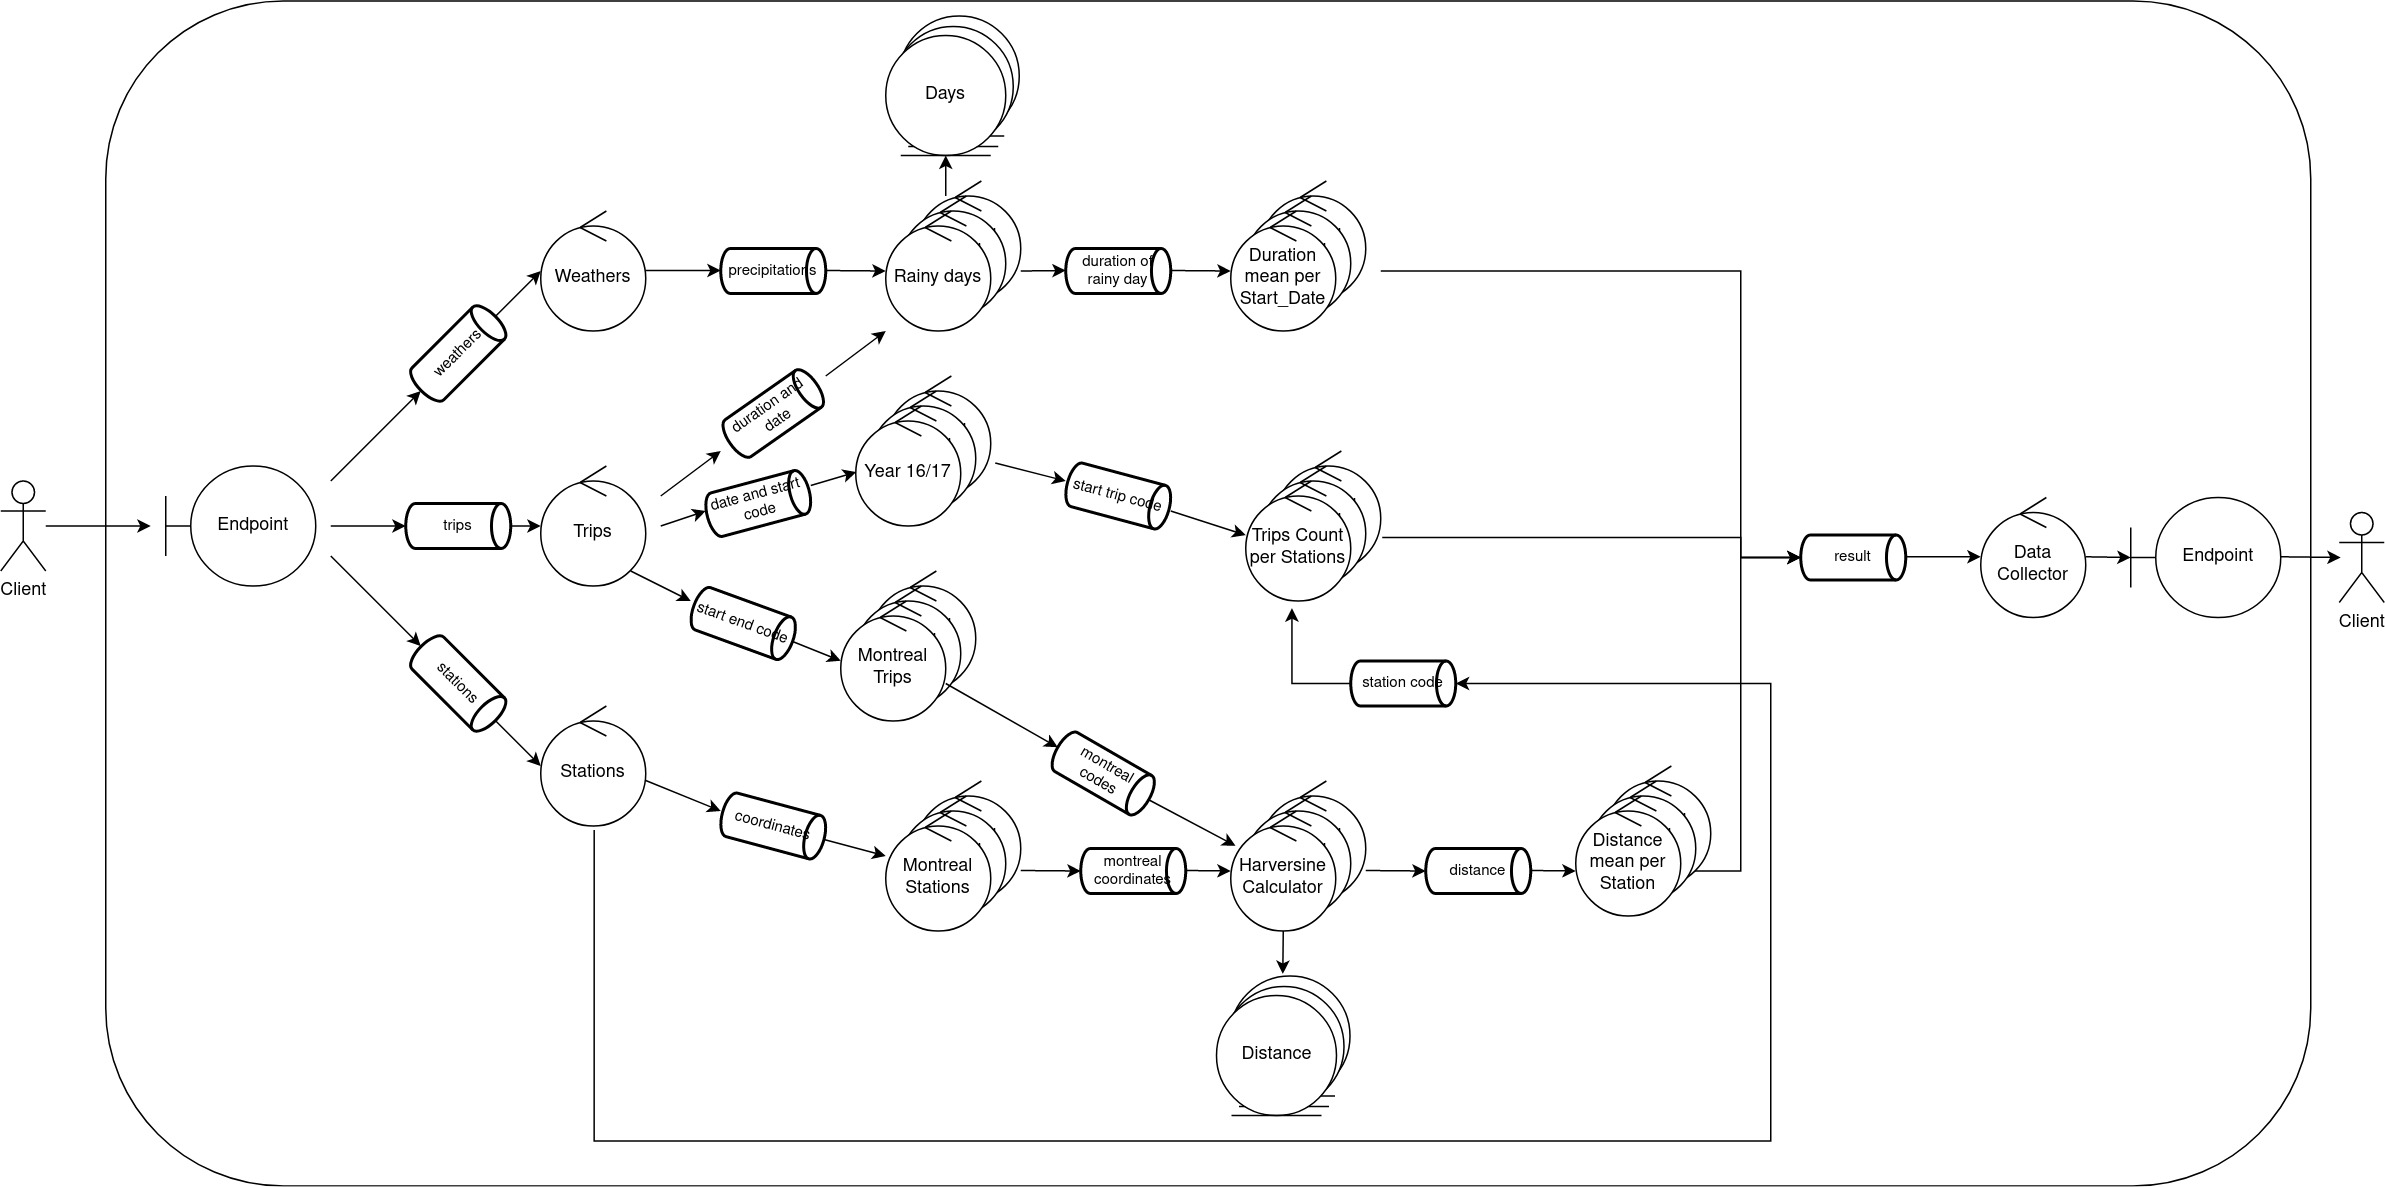 Days
Weathers
precipitations
Rainy days
duration of
rainy day
Duration
mean per
Start_Date
weathers
duration and
date
Client
Endpoint
trips
Trips
date and start
code
Year 16/17
start trip code
Trips Count
per Stations
result
Data
Collector
Endpoint
Client
start end code
Montreal
Trips
stations
station code
Stations
montreal
codes
coordinates
Montreal
Stations
montreal
coordinates
Harversine
Calculator
distance
Distance
mean per
Station
Distance